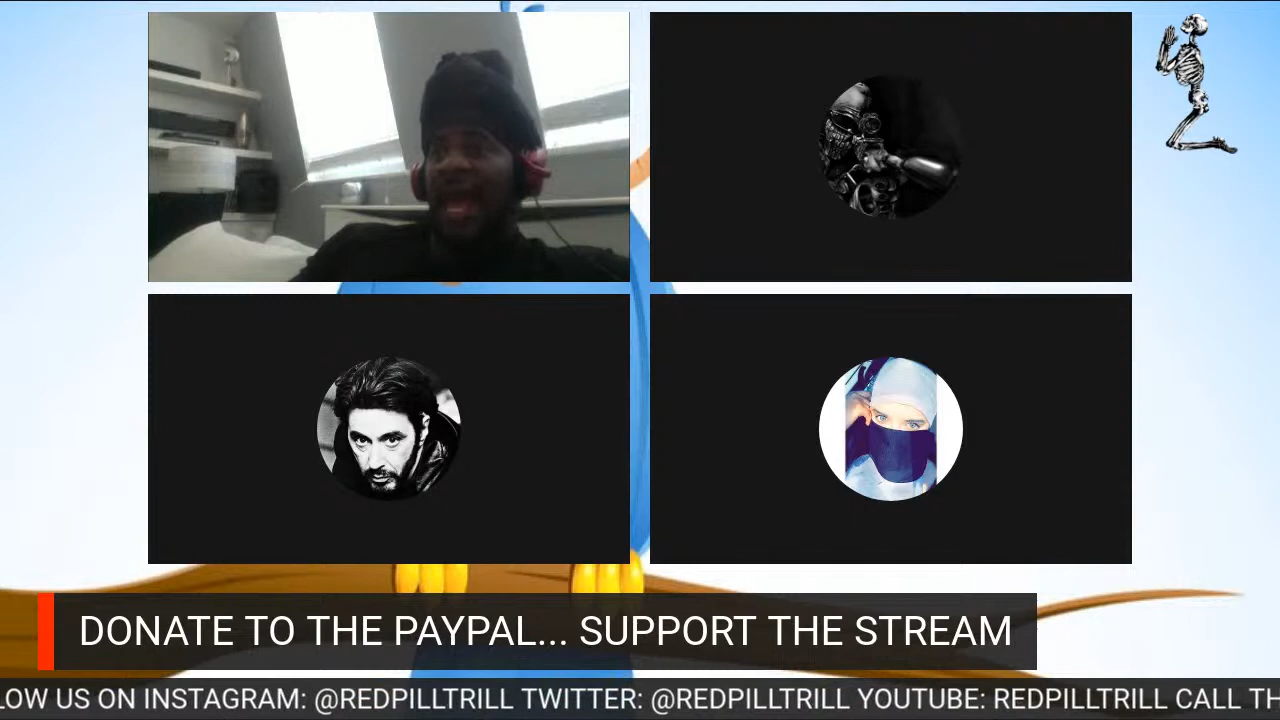 DONATE TO THE PAYPAL... SUPPORT THE STREAM
LOW US ON INSTAGRAM: @REDPILLTRILL TWITTER: @REDPILLTRILL YOUTUBE: REDPILLTRILL CALL TH